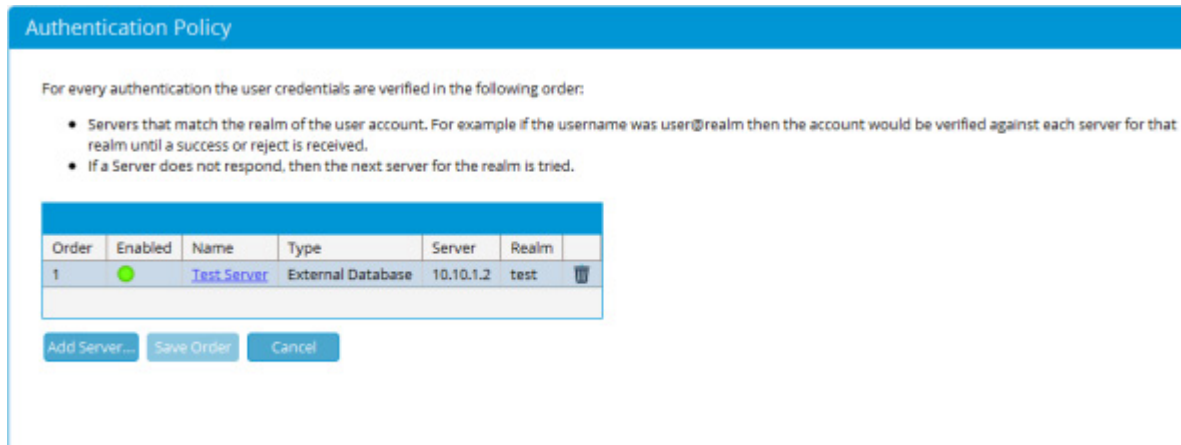 Authentication Policy
For every authentication the user credentials are verified in the following order:
• Servers that match the realm of the user account. For example if the username was user@realm then the account would be verified against each server for that
realm until a success or reject is received.
• If a Server does not respond, then the next server for the realm is tried.
Order Enabled Name Type Server Realm
1 Test Server External Database 10.10.1.2 test
Add Server... Save Order Cancel